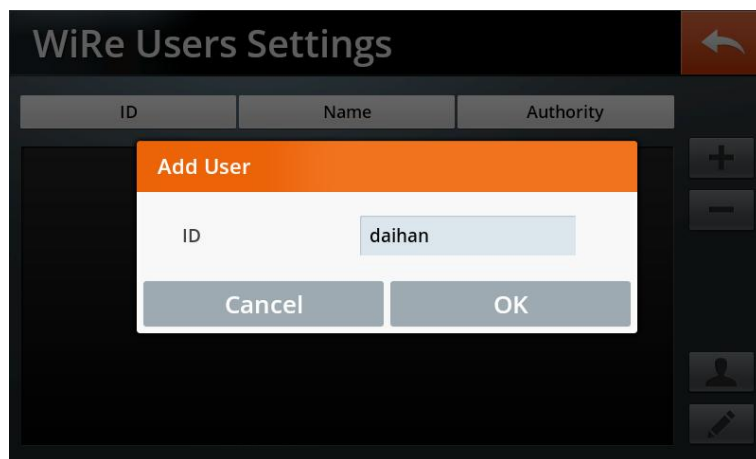 WiRe Users Settings
ID Name Authority
Add User
ID daihan
Cancel OK